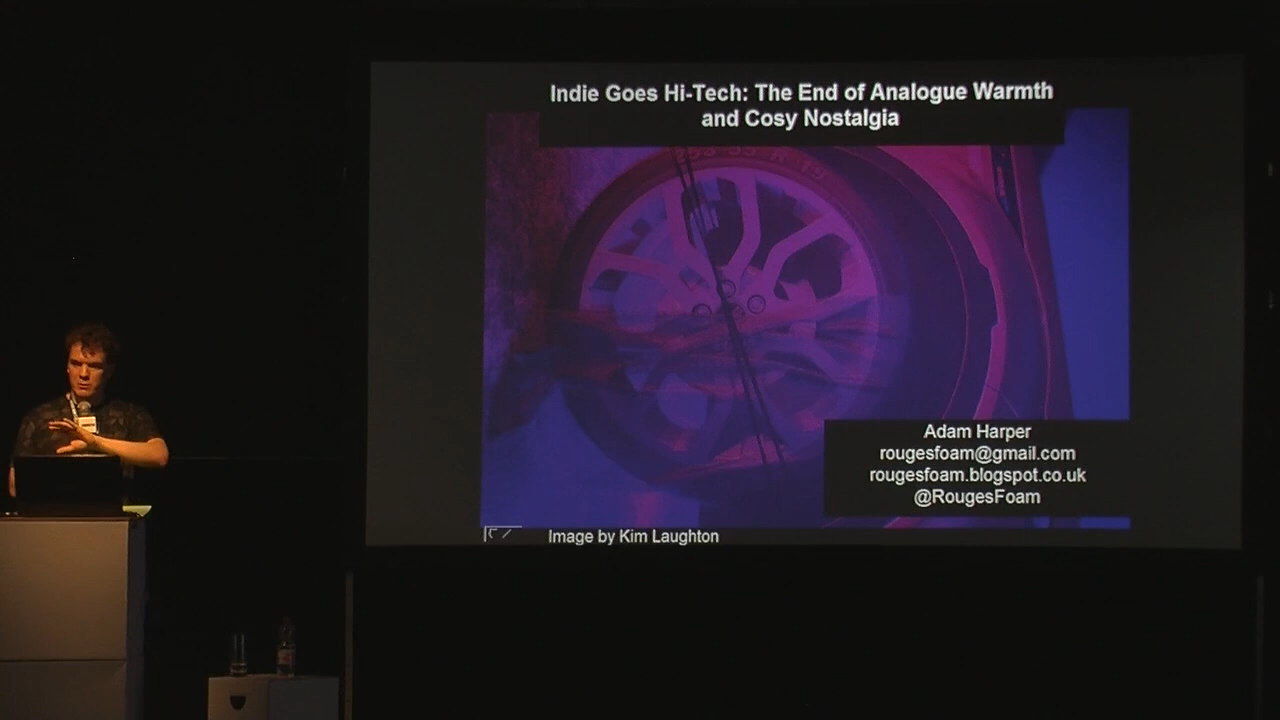 Indie Goes Hi-Tech: The End of Analogue Warmth
and Cosy Nostalgia
Adam Harper
rougesfoam@gmail.com
rougesfoam.blogspot.co.uk
@RougesFoam
Image by Kim Laughton